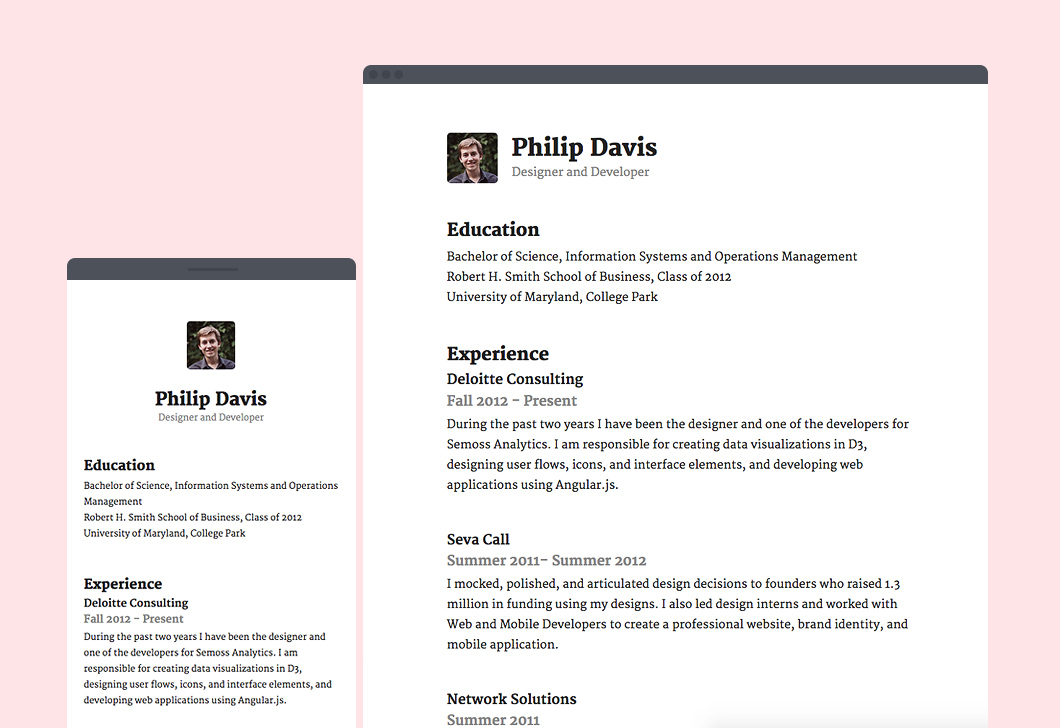 Philip Davis
Designer and Developer
Education
Bachelor of Science, Information Systems and Operations
Management
Robert H. Smith School of Business, Class of 2012
University of Maryland, College Park
Experience
Deloitte Consulting
Fall 2012 – Present
During the past two years I have been the designer and
one of the developers for Semoss Analytics. I am
responsible for creating data visualizations in D3,
designing user flows, icons, and interface elements, and
developing web applications using Angular.js.
Philip Davis
Designer and Developer
Education
Bachelor of Science, Information Systems and Operations Management
Robert H. Smith School of Business, Class of 2012
University of Maryland, College Park
Experience
Deloitte Consulting
Fall 2012 – Present
During the past two years I have been the designer and one of the developers for
Semoss Analytics. I am responsible for creating data visualizations in D3,
designing user flows, icons, and interface elements, and developing web
applications using Angular.js.
Seva Call
Summer 2011– Summer 2012
I mocked, polished, and articulated design decisions to founders who raised 1.3
million in funding using my designs. I also led design interns and worked with
Web and Mobile Developers to create a professional website, brand identity, and
mobile application.
Network Solutions
Summer 2011